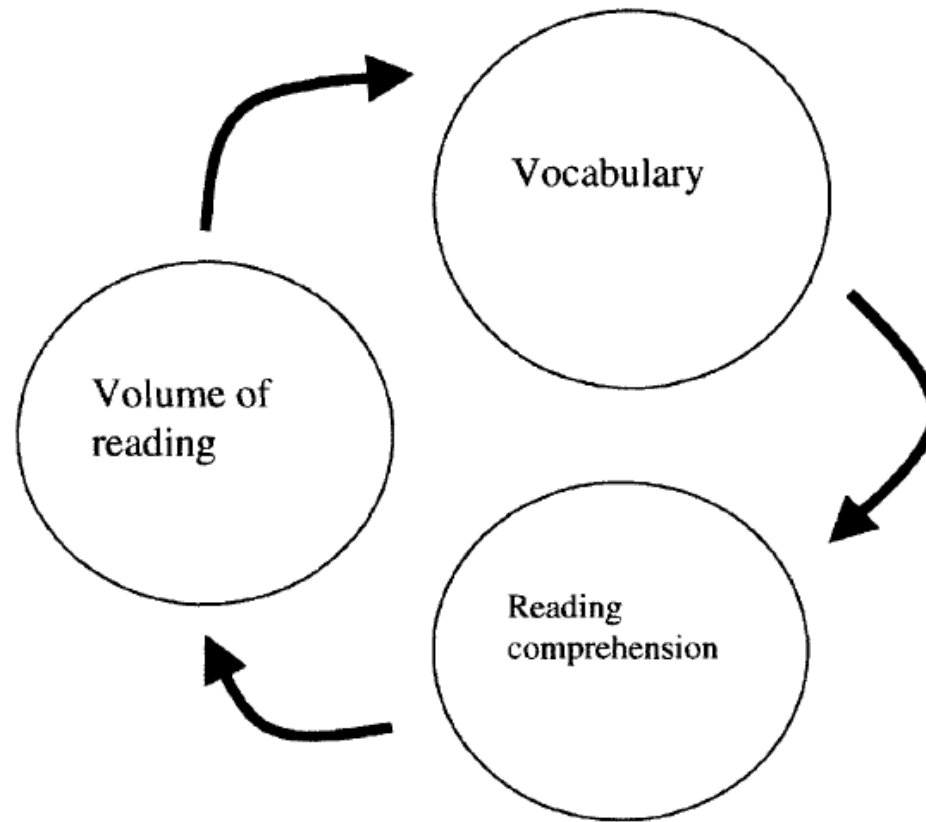 Vocabulary
Volume of
reading
Reading
comprehension